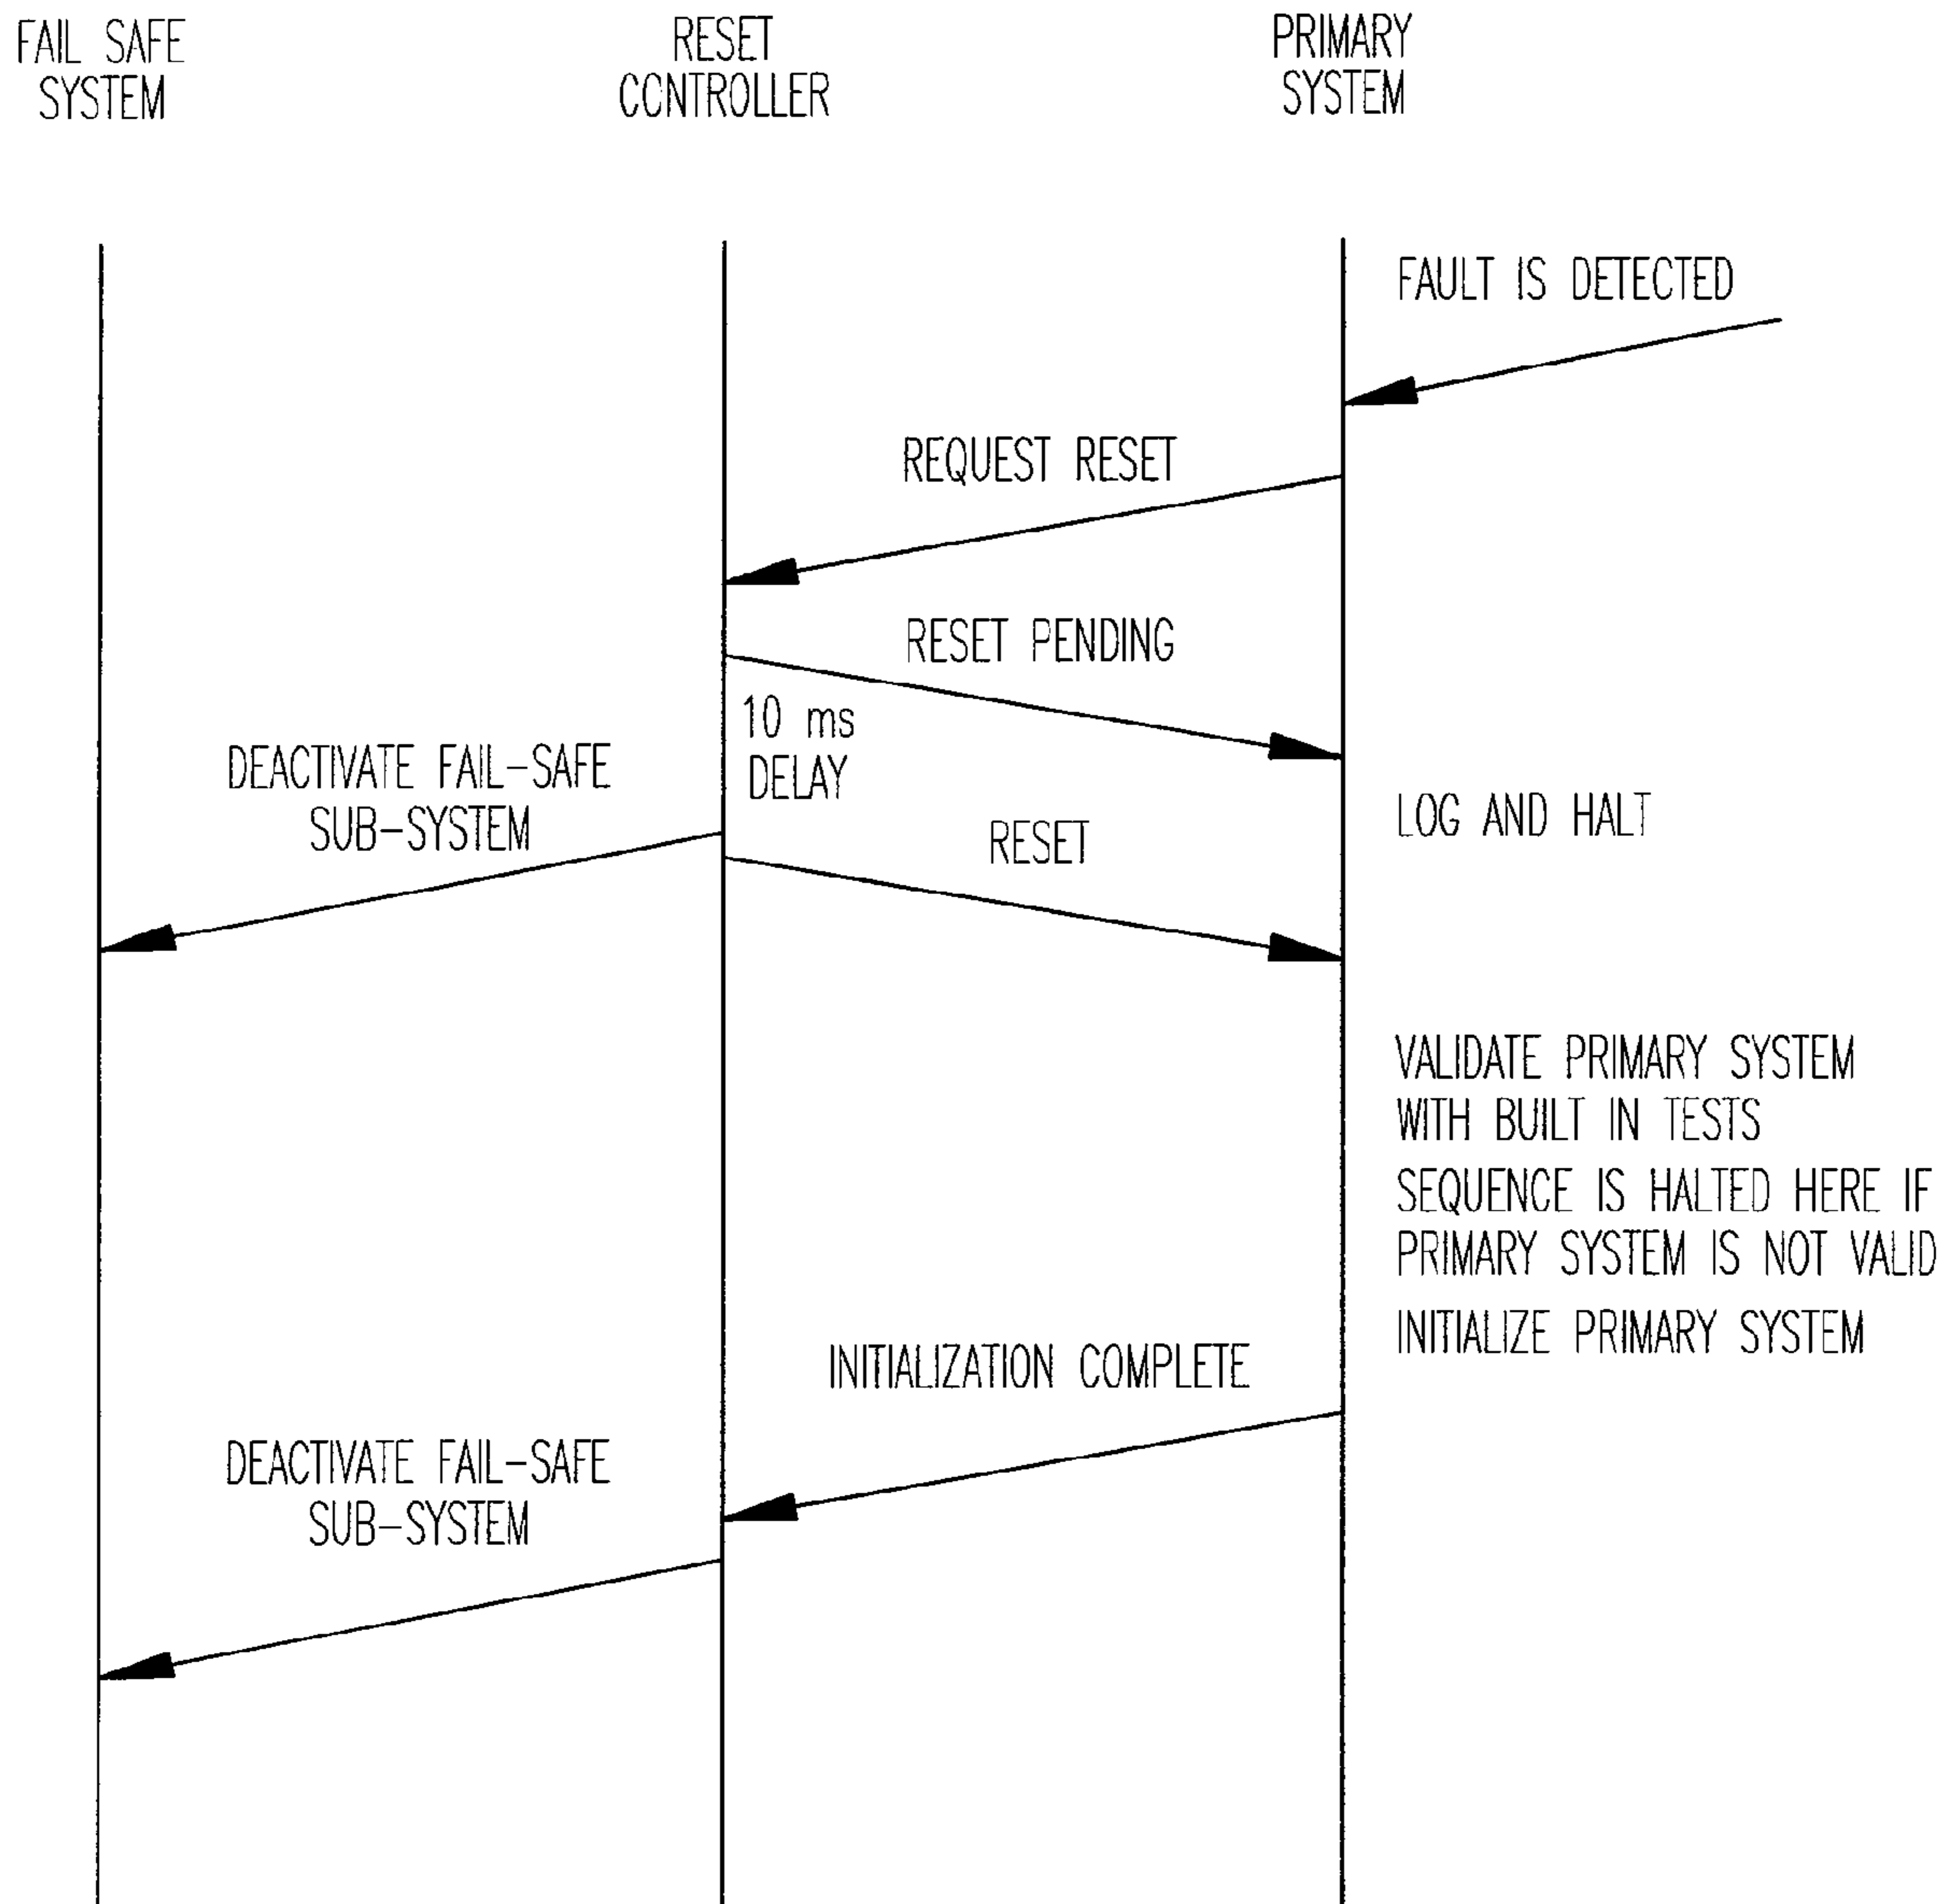 FAIL SAFE
SYSTEM
RESET
CONTROLLER
PRIMARY
SYSTEM
FAULT IS DETECTED
REQUEST RESET
RESET PENDING
10 ms
DELAY
DEACTIVATE FAIL-SAFE
SUB-SYSTEM
LOG AND HALT
RESET
VALIDATE PRIMARY SYSTEM
WITH BUILT IN TESTS
SEQUENCE IS HALTED HERE IF
PRIMARY SYSTEM IS NOT VALID
INITIALIZE PRIMARY SYSTEM
INITIALIZATION COMPLETE
DEACTIVATE FAIL-SAFE
SUB-SYSTEM